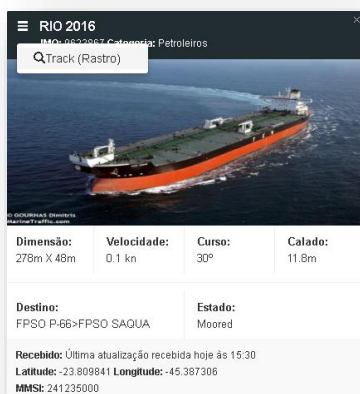 RIO 2016
IMO: 9623867 Categoria: Petroleiros
Track (Rastro)
© GOURNAS Dimitris
MarineTraffic.com
Dimensão: Velocidade: Curso: Calado:
278m X 48m 0.1 kn 30º 11.8m
Destino: Estado:
FPSO P-66>FPSO SAQUA Moored
Recebido: Última atualização recebida hoje às 15:30
Latitude: -23.809841 Longitude: -45.387306
MMSI: 241235000